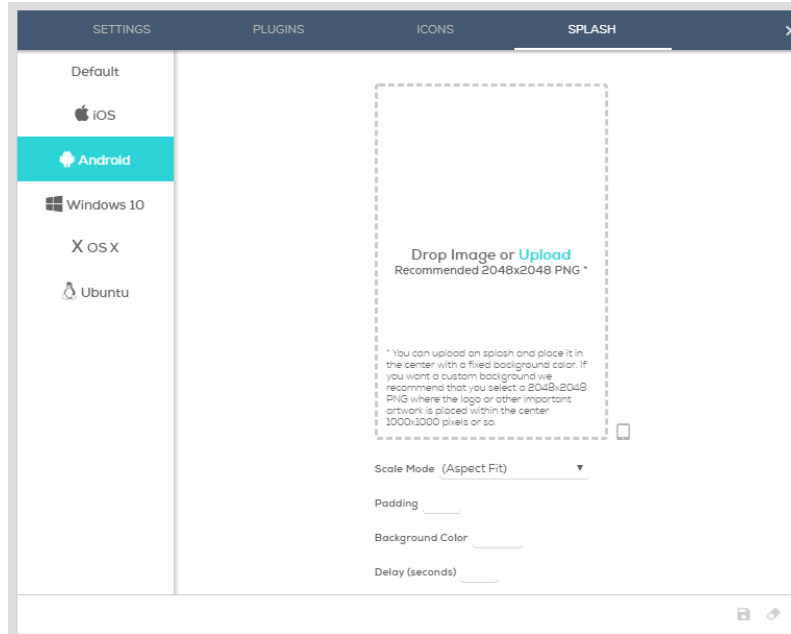 SETTINGS PLUGINS ICONS SPLASH
Default
iOS
Android
Windows 10
X OS X
Ubuntu
Drop Image or Upload
Recommended 2048x2048 PNG *
* You can upload an splash and place it in
the center with a fixed background color. If
you want a custom background we
recommend that you select a 2048x2048
PNG where the logo or other important
artwork is placed within the center
1000x1000 pixels or so.
Scale Mode (Aspect Fit)
Padding
Background Color
Delay (seconds)